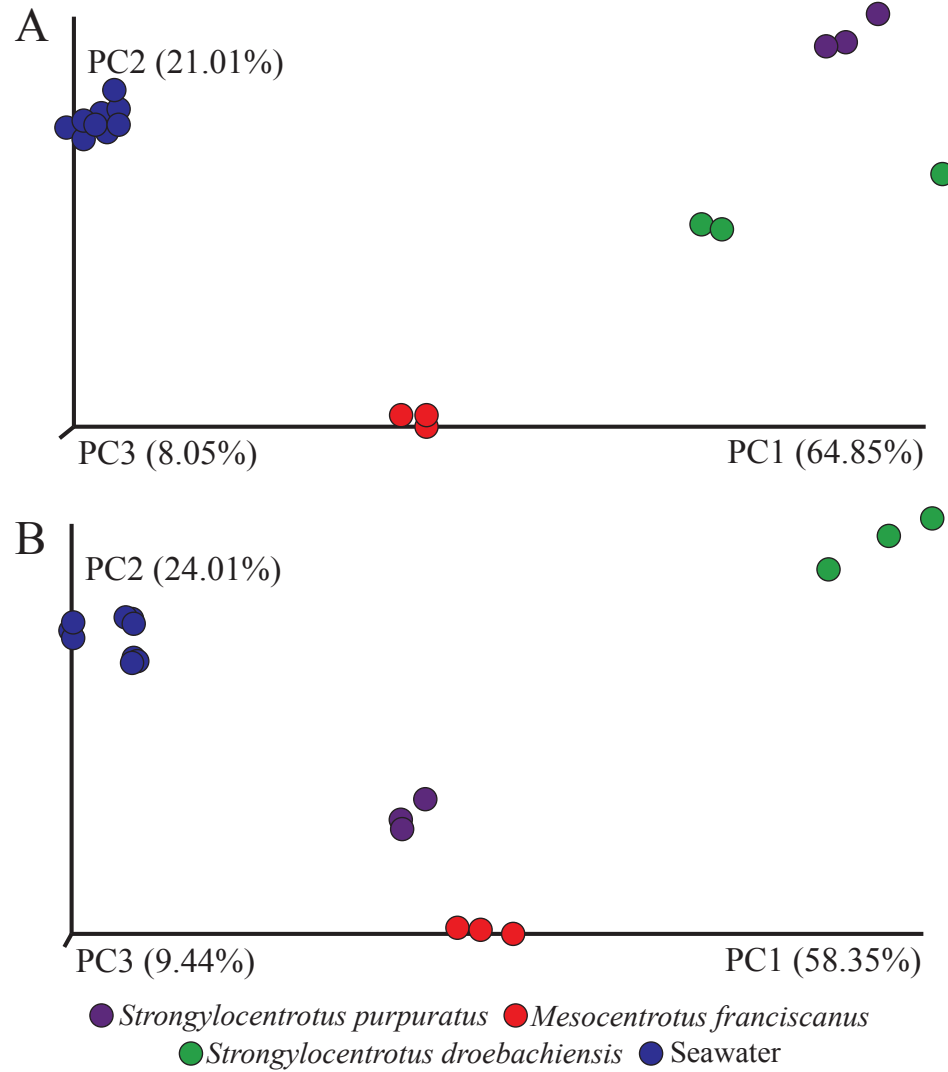 A
PC2 (21.01%)
PC3 (8.05%)
PC1 (64.85%)
B
PC2 (24.01%)
PC3 (9.44%)
PC1 (58.35%)
Strongylocentrotus purpuratus Mesocentrotus franciscanus
Strongylocentrotus droebachiensis Seawater